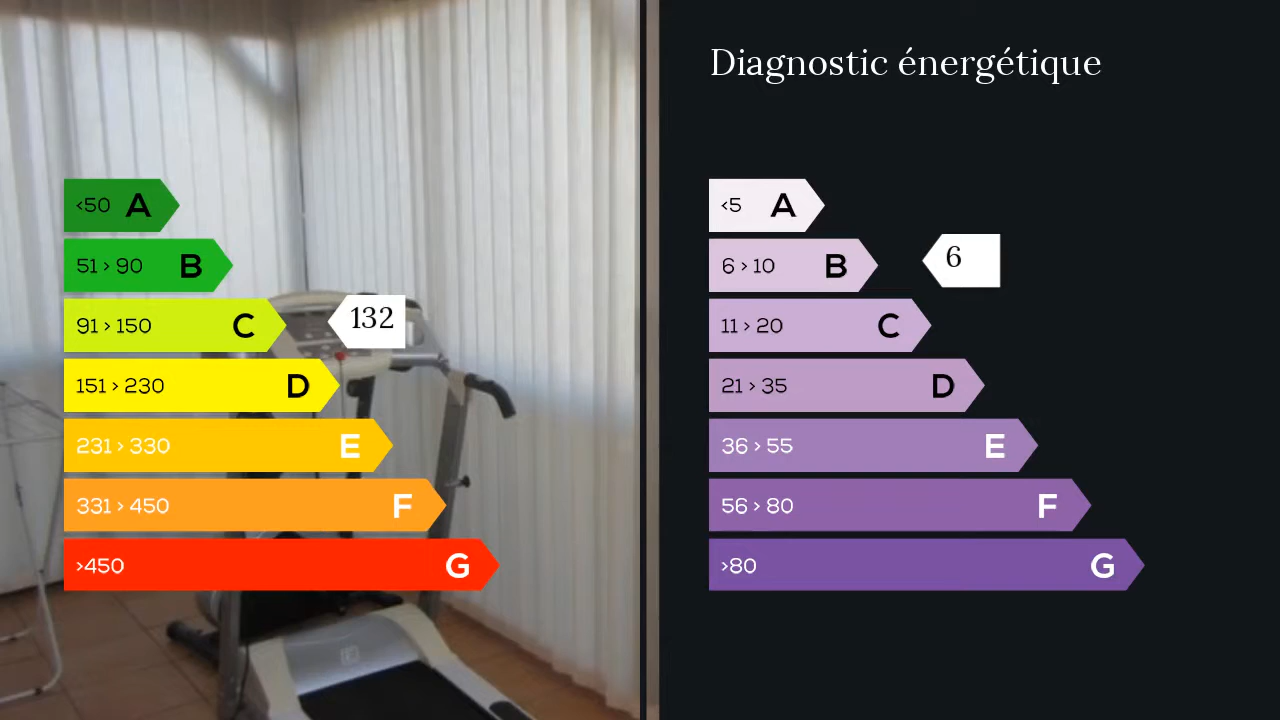 Diagnostic énergétique
<50 A
51 > 90 B
91 > 150 C
132
151 > 230 D
231 > 330 E
331 > 450 F
>450 G
<5 A
6 > 10 B
6
11 > 20 C
21 > 35 D
36 > 55 E
56 > 80 F
>80 G